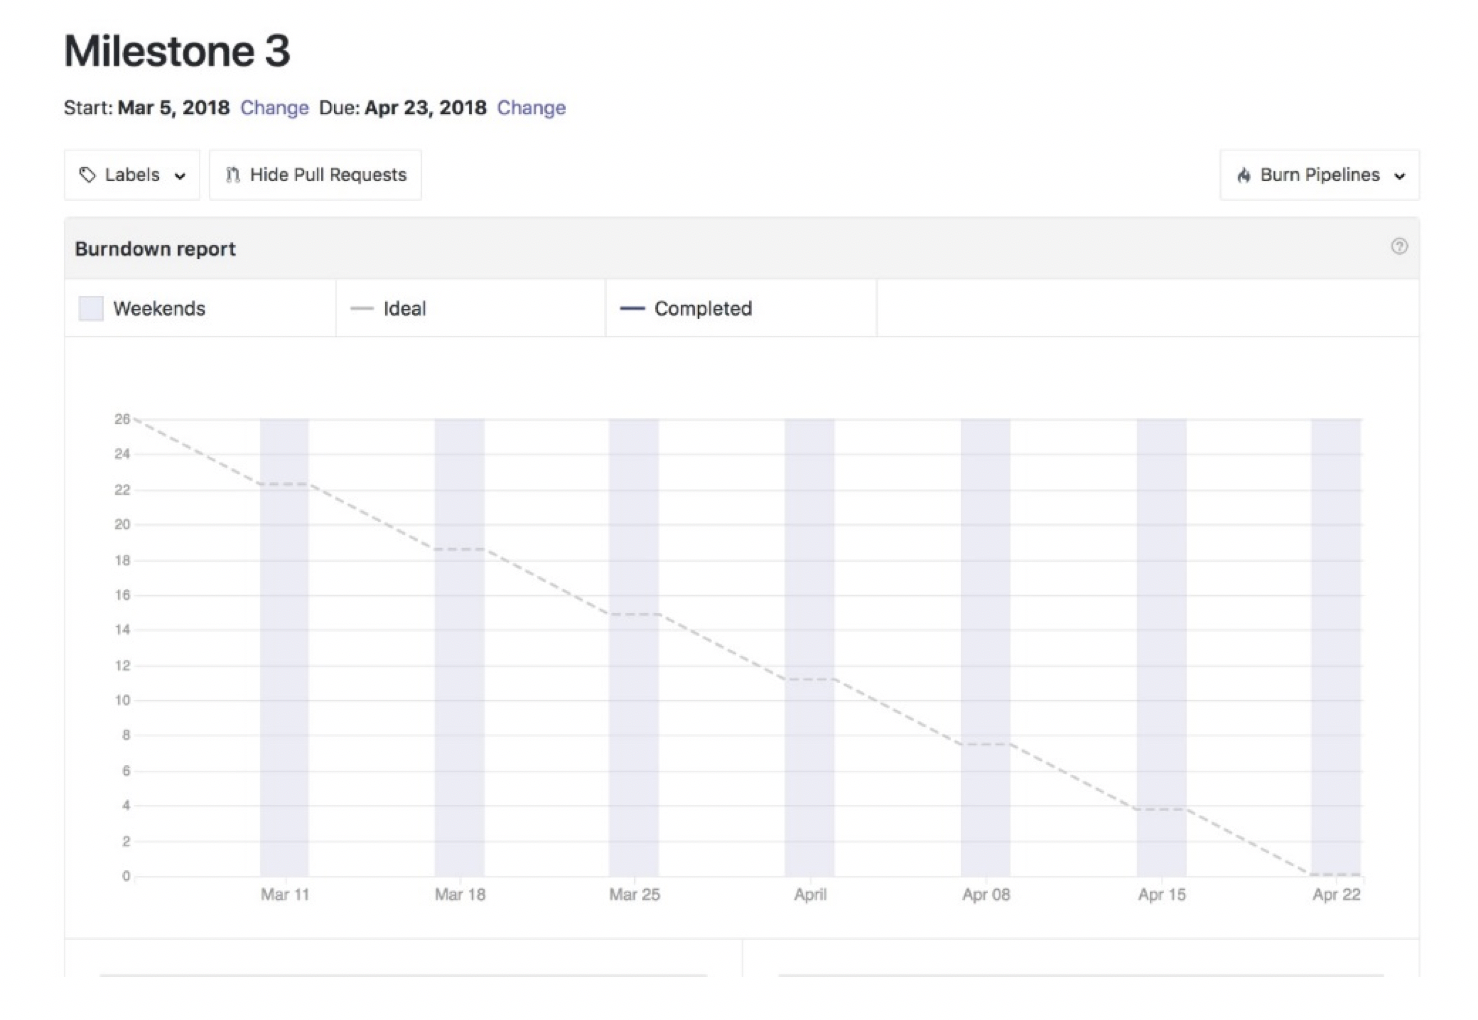 Milestone 3
Start: Mar 5, 2018 Change Due: Apr 23, 2018 Change
Labels Hide Pull Requests Burn Pipelines
Burndown report ?
Weekends Ideal Completed
26
24
22
20
18
16
14
12
10
8
6
4
2
0
Mar 11 Mar 18 Mar 25 April Apr 08 Apr 15 Apr 22